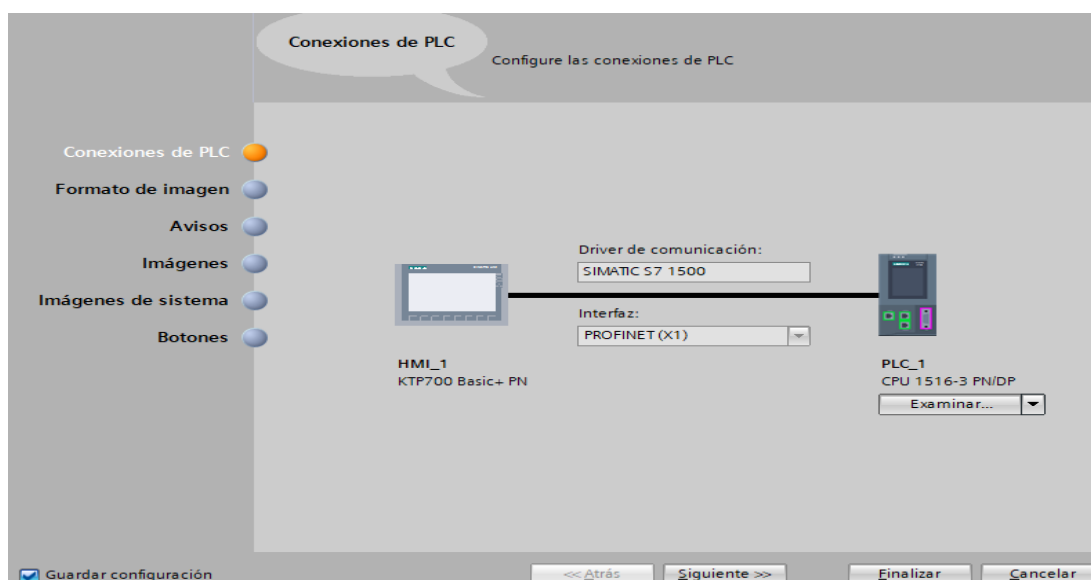 Conexiones de PLC
Configure las conexiones de PLC
Conexiones de PLC
Formato de imagen
Avisos
Imágenes
Imágenes de sistema
Botones
Driver de comunicación:
SIMATIC S7 1500
Interfaz:
PROFINET (X1)
HMI_1
KTP700 Basic+ PN
PLC_1
CPU 1516-3 PN/DP
Examinar...
Guardar configuración
<< Atrás
Siguiente >>
Finalizar
Cancelar